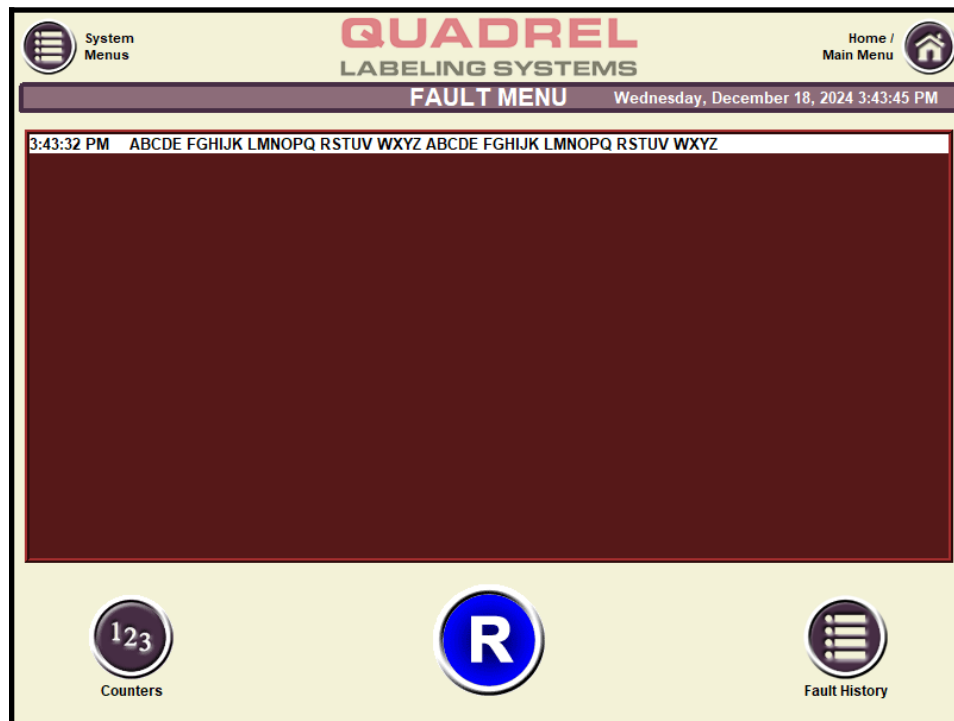 System
Menus
QUADREL
LABELING SYSTEMS
Home /
Main Menu
FAULT MENU
Wednesday, December 18, 2024 3:43:45 PM
3:43:32 PM ABCDE FGHIJK LMNOPQ RSTUV WXYZ ABCDE FGHIJK LMNOPQ RSTUV WXYZ
123
Counters
R
Fault History